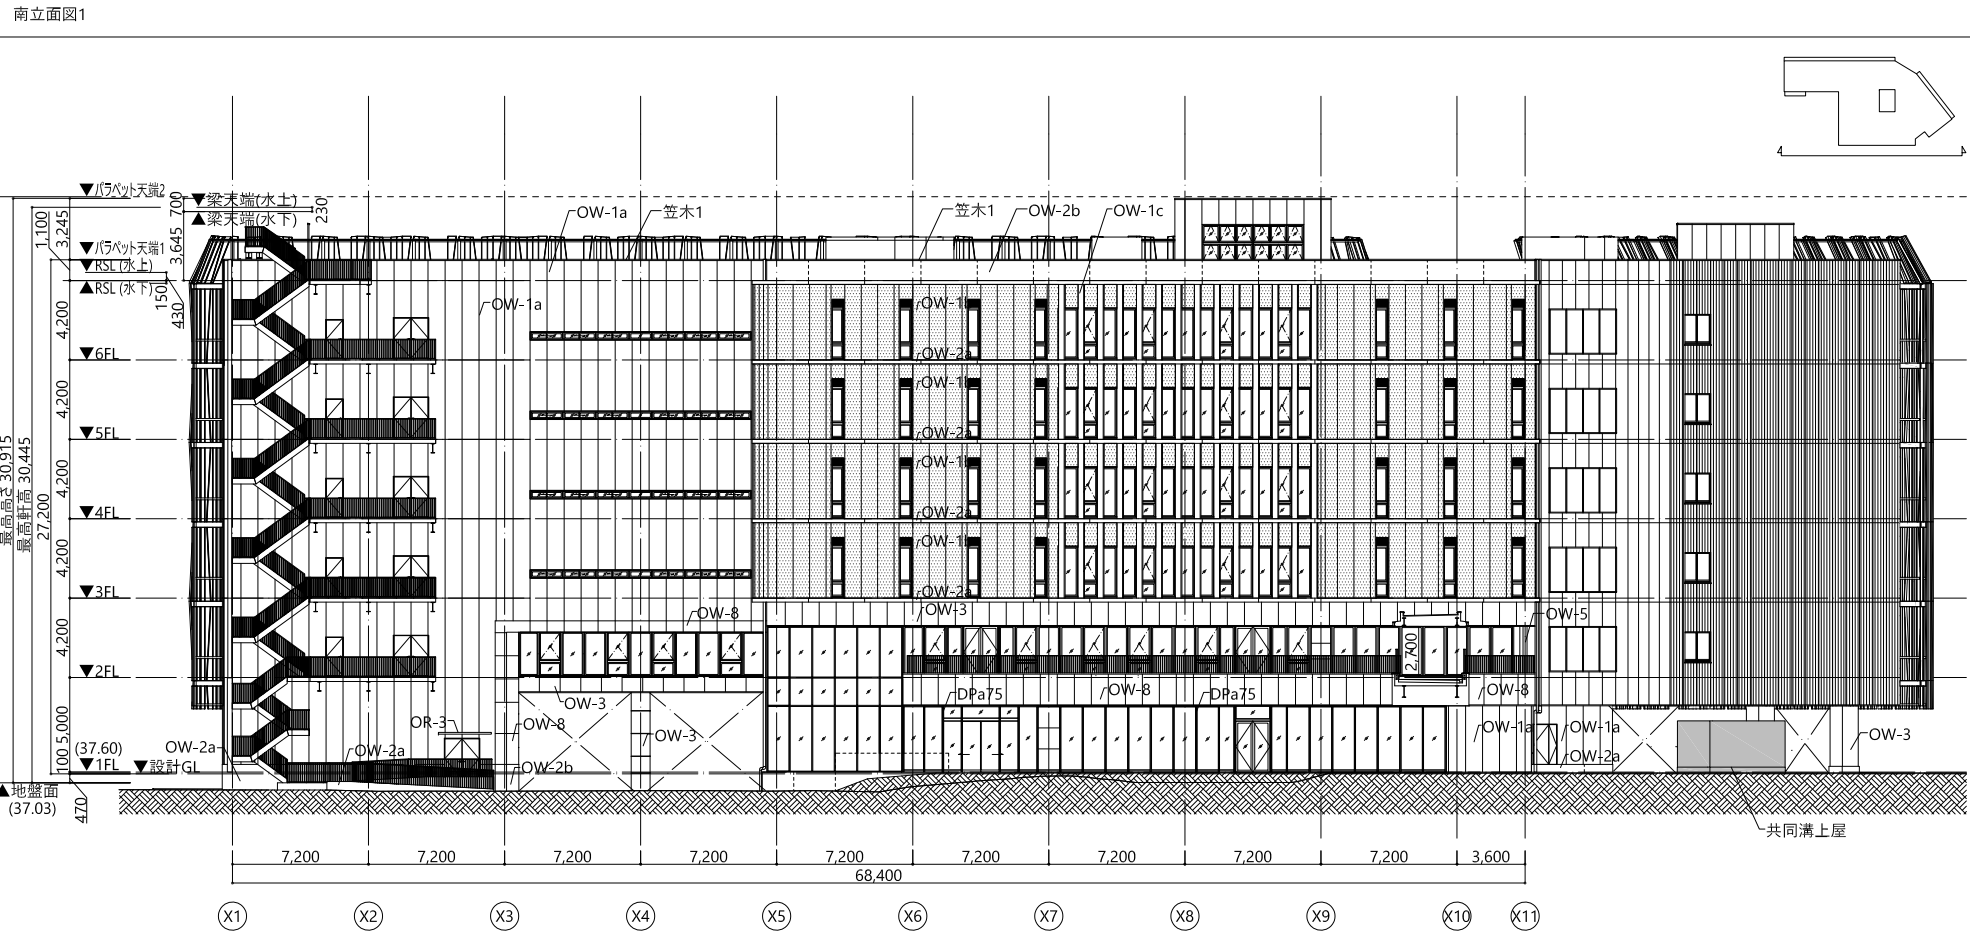 南立面図1
▼パラペット天端2
▼梁天端(水上)
▲梁天端(水下)
▼パラペット天端1
▼RSL (水上)
▲RSL (水下)
1,100
3,245
700
3,645
230
150
430
OW-1a
笠木1
笠木1
OW-2b
OW-1c
OW-1a
OW-1b
4,200
▼6FL
OW-2a
OW-1b
4,200
▼5FL
OW-2a
OW-1b
4,200
▼4FL
OW-2a
OW-1b
4,200
▼3FL
OW-2a
4,200
▼2FL
最高高さ 30,915
最高軒高 30,445
27,200
OW-8
OW-3
OW-5
2,700
OW-3
DPa75
OW-8
DPa75
OW-8
OR-3
OW-8
OW-3
OW-1a
OW-1a
OW-3
5,000
(37.60)
OW-2a
OW-2a
OW-2a
100
▼1FL
▼設計GL
OW-2b
▲地盤面
(37.03)
470
共同溝上屋
7,200
7,200
7,200
7,200
7,200
7,200
7,200
7,200
7,200
3,600
68,400
X1
X2
X3
X4
X5
X6
X7
X8
X9
X10
X11